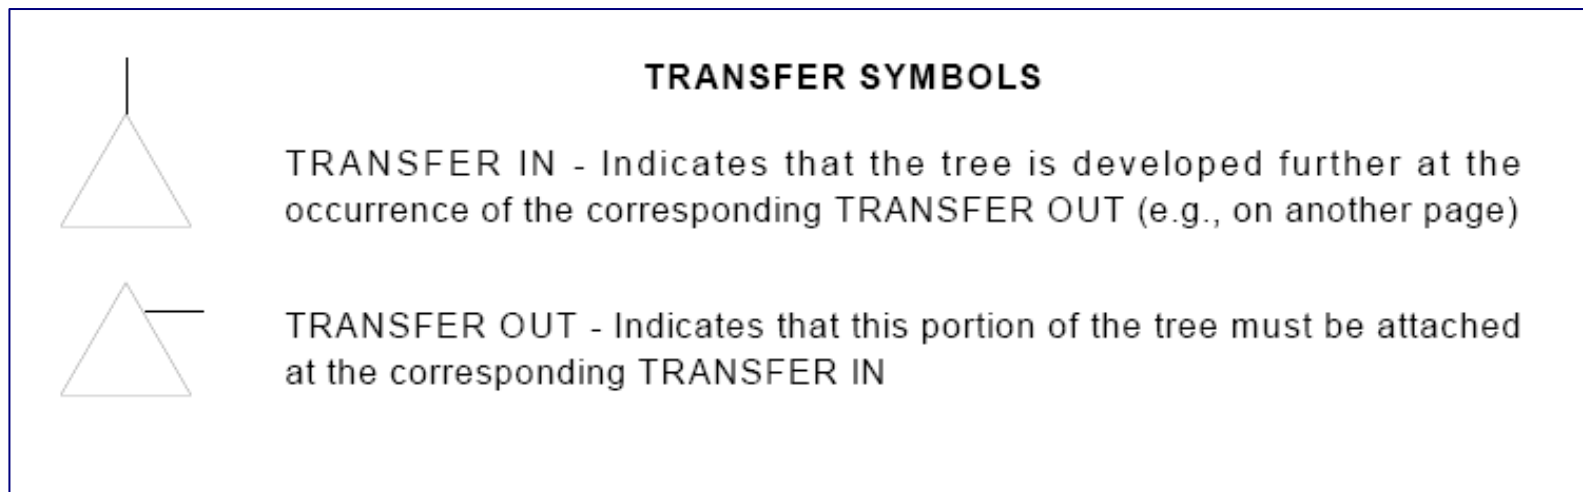 TRANSFER SYMBOLS
TRANSFER IN - Indicates that the tree is developed further at the
occurrence of the corresponding TRANSFER OUT (e.g., on another page)
TRANSFER OUT - Indicates that this portion of the tree must be attached
at the corresponding TRANSFER IN